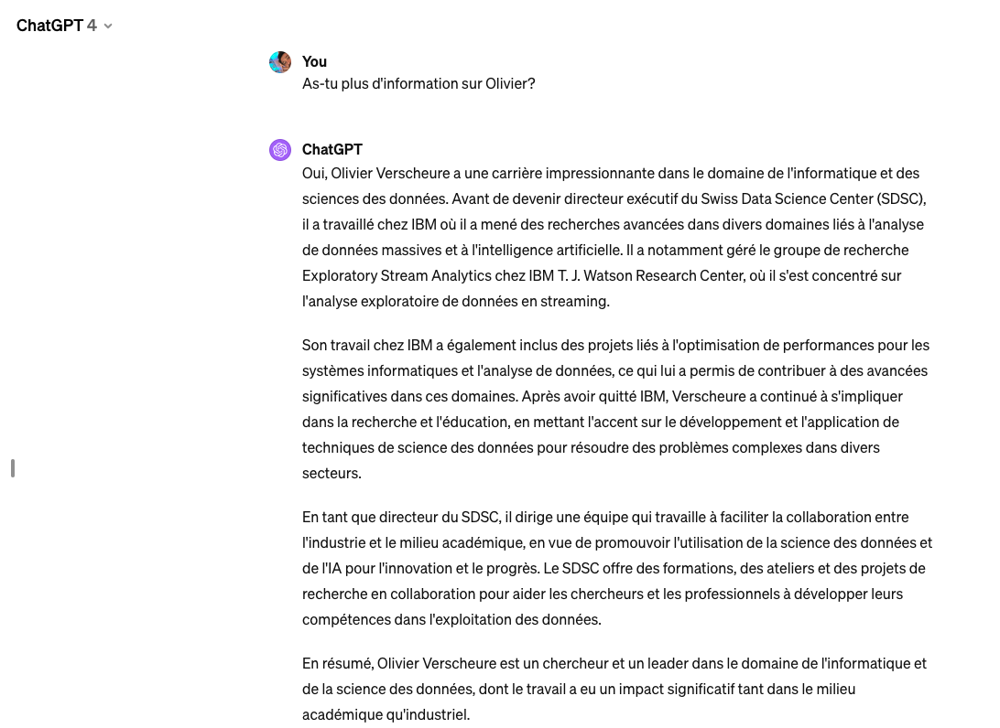 ChatGPT 4
You
As-tu plus d'information sur Olivier?
ChatGPT
Oui, Olivier Verscheure a une carrière impressionnante dans le domaine de l'informatique et des
sciences des données. Avant de devenir directeur exécutif du Swiss Data Science Center (SDSC),
il a travaillé chez IBM où il a mené des recherches avancées dans divers domaines liés à l'analyse
de données massives et à l'intelligence artificielle. Il a notamment géré le groupe de recherche
Exploratory Stream Analytics chez IBM T. J. Watson Research Center, où il s'est concentré sur
l'analyse exploratoire de données en streaming.
Son travail chez IBM a également inclus des projets liés à l'optimisation de performances pour les
systèmes informatiques et l'analyse de données, ce qui lui a permis de contribuer à des avancées
significatives dans ces domaines. Après avoir quitté IBM, Verscheure a continué à s'impliquer
dans la recherche et l'éducation, en mettant l'accent sur le développement et l'application de
techniques de science des données pour résoudre des problèmes complexes dans divers
secteurs.
En tant que directeur du SDSC, il dirige une équipe qui travaille à faciliter la collaboration entre
l'industrie et le milieu académique, en vue de promouvoir l'utilisation de la science des données et
de l'IA pour l'innovation et le progrès. Le SDSC offre des formations, des ateliers et des projets de
recherche en collaboration pour aider les chercheurs et les professionnels à développer leurs
compétences dans l'exploitation des données.
En résumé, Olivier Verscheure est un chercheur et un leader dans le domaine de l'informatique et
de la science des données, dont le travail a eu un impact significatif tant dans le milieu
académique qu'industriel.